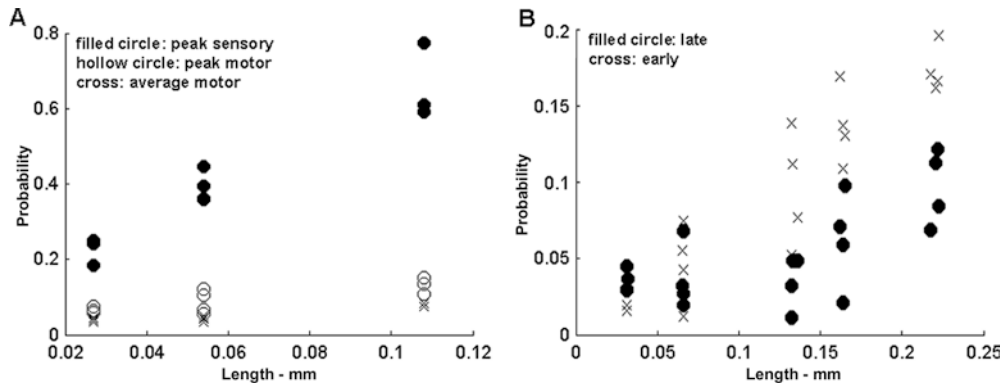 A
filled circle: peak sensory
hollow circle: peak motor
cross: average motor
Probability
0.8
0.6
0.4
0.2
0
0.02
0.04
0.06
0.08
0.1
0.12
Length - mm
B
filled circle: late
cross: early
Probability
0.2
0.15
0.1
0.05
0
0
0.05
0.1
0.15
0.2
0.25
Length - mm